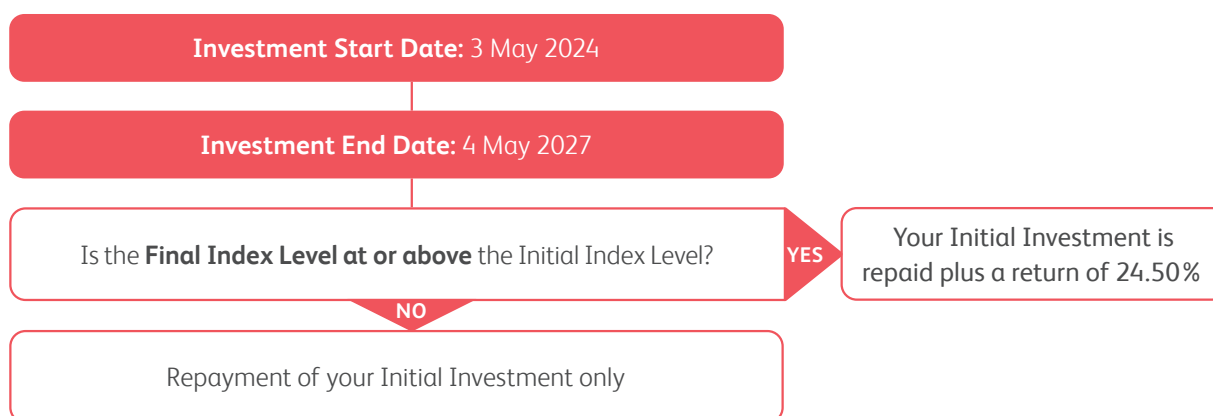 Investment Start Date: 3 May 2024
Investment End Date: 4 May 2027
Is the Final Index Level at or above the Initial Index Level?
YES
Your Initial Investment is
repaid plus a return of 24.50%
NO
Repayment of your Initial Investment only